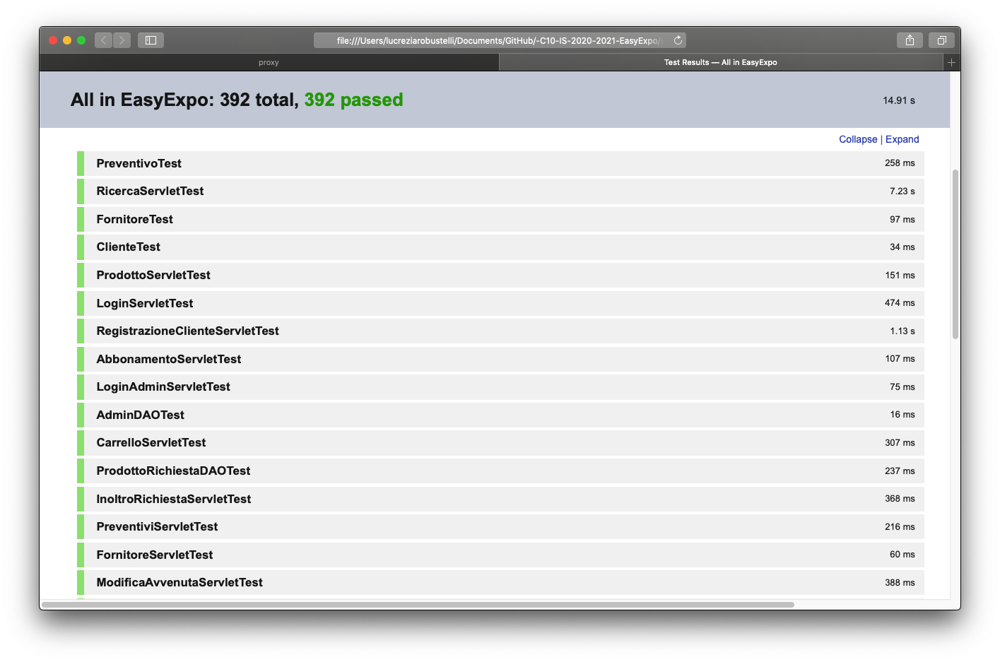 file:///Users/lucreziarobustelli/Documents/GitHub/-C10-IS-2020-2021-EasyExpo/
proxy
Test Results — All in EasyExpo
All in EasyExpo: 392 total, 392 passed
14.91 s
Collapse | Expand
PreventivoTest 258 ms
RicercaServletTest 7.23 s
FornitoreTest 97 ms
ClienteTest 34 ms
ProdottoServletTest 151 ms
LoginServletTest 474 ms
RegistrazioneClienteServletTest 1.13 s
AbbonamentoServletTest 107 ms
LoginAdminServletTest 75 ms
AdminDAOTest 16 ms
CarrelloServletTest 307 ms
ProdottoRichiestaDAOTest 237 ms
InoltroRichiestaServletTest 368 ms
PreventiviServletTest 216 ms
FornitoreServletTest 60 ms
ModificaAvvenutaServletTest 388 ms